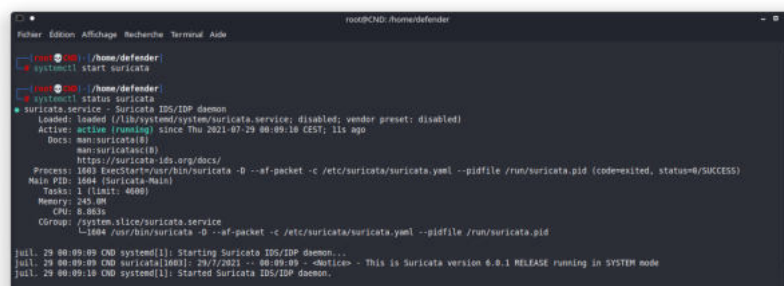 root@CND: /home/defender
Fichier Édition Affichage Recherche Terminal Aide
(root💀CND)-[/home/defender]
# systemctl start suricata
(root💀CND)-[/home/defender]
# systemctl status suricata
● suricata.service - Suricata IDS/IDP daemon
Loaded: loaded (/lib/systemd/system/suricata.service; disabled; vendor preset: disabled)
Active: active (running) since Thu 2021-07-29 00:09:10 CEST; 11s ago
Docs: man:suricata(8)
man:suricatasc(8)
https://suricata-ids.org/docs/
Process: 1603 ExecStart=/usr/bin/suricata -D --af-packet -c /etc/suricata/suricata.yaml --pidfile /run/suricata.pid (code=exited, status=0/SUCCESS)
Main PID: 1604 (Suricata-Main)
Tasks: 1 (limit: 4600)
Memory: 245.0M
CPU: 8.863s
CGroup: /system.slice/suricata.service
└─1604 /usr/bin/suricata -D --af-packet -c /etc/suricata/suricata.yaml --pidfile /run/suricata.pid
juil. 29 00:09:09 CND systemd[1]: Starting Suricata IDS/IDP daemon...
juil. 29 00:09:09 CND suricata[1603]: 29/7/2021 -- 00:09:09 - <Notice> - This is Suricata version 6.0.1 RELEASE running in SYSTEM mode
juil. 29 00:09:10 CND systemd[1]: Started Suricata IDS/IDP daemon.